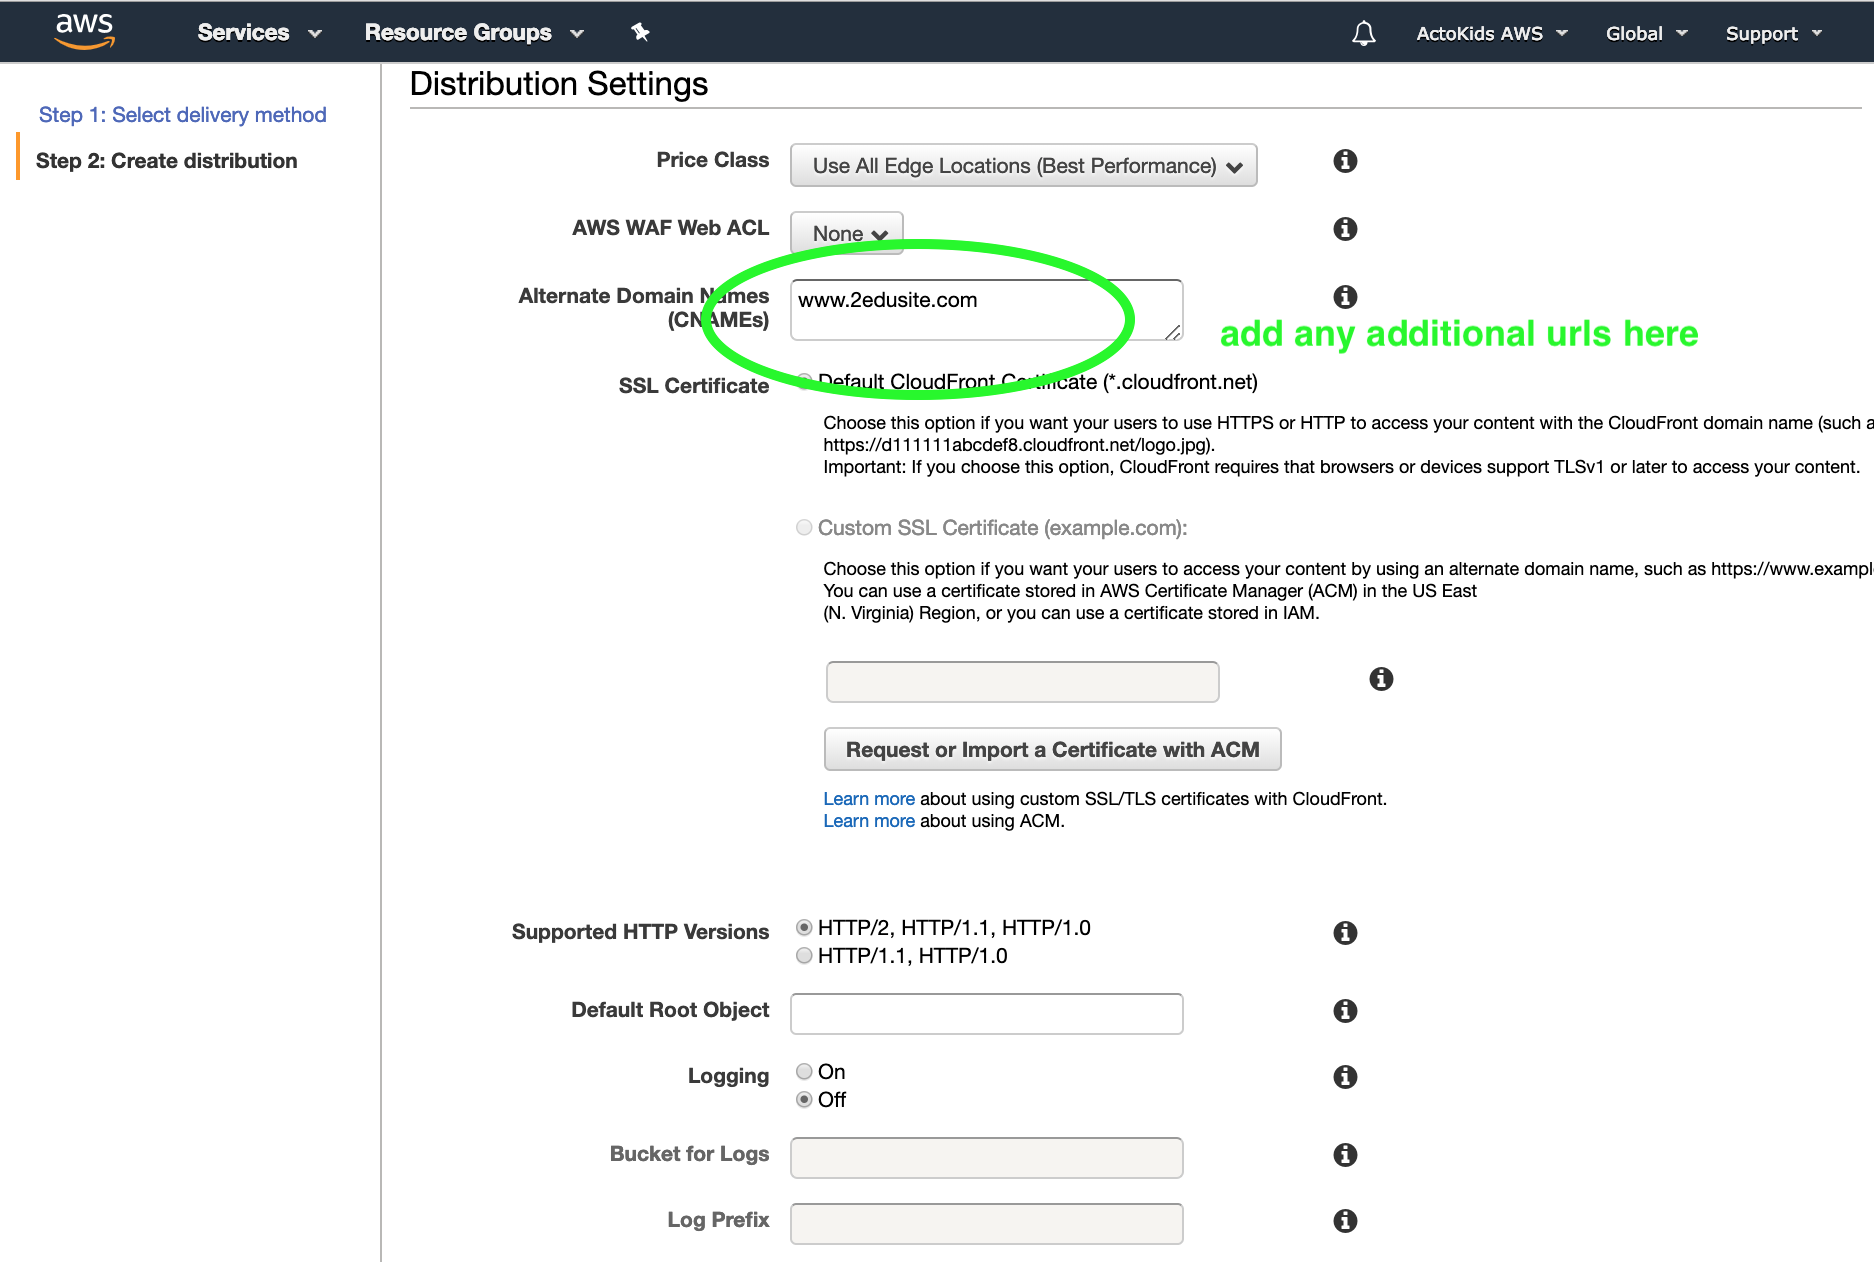 aws
Services
Resource Groups
ActoKids AWS
Global
Support
Step 1: Select delivery method
Step 2: Create distribution
Distribution Settings
Price Class
Use All Edge Locations (Best Performance)
AWS WAF Web ACL
None
Alternate Domain Names
(CNAMEs)
www.2edusite.com
add any additional urls here
SSL Certificate
Default CloudFront Certificate (*.cloudfront.net)
Choose this option if you want your users to use HTTPS or HTTP to access your content with the CloudFront domain name (such a
https://d111111abcdef8.cloudfront.net/logo.jpg).
Important: If you choose this option, CloudFront requires that browsers or devices support TLSv1 or later to access your content.
Custom SSL Certificate (example.com):
Choose this option if you want your users to access your content by using an alternate domain name, such as https://www.exampl
You can use a certificate stored in AWS Certificate Manager (ACM) in the US East
(N. Virginia) Region, or you can use a certificate stored in IAM.
Request or Import a Certificate with ACM
Learn more about using custom SSL/TLS certificates with CloudFront.
Learn more about using ACM.
Supported HTTP Versions
HTTP/2, HTTP/1.1, HTTP/1.0
HTTP/1.1, HTTP/1.0
Default Root Object
Logging
On
Off
Bucket for Logs
Log Prefix